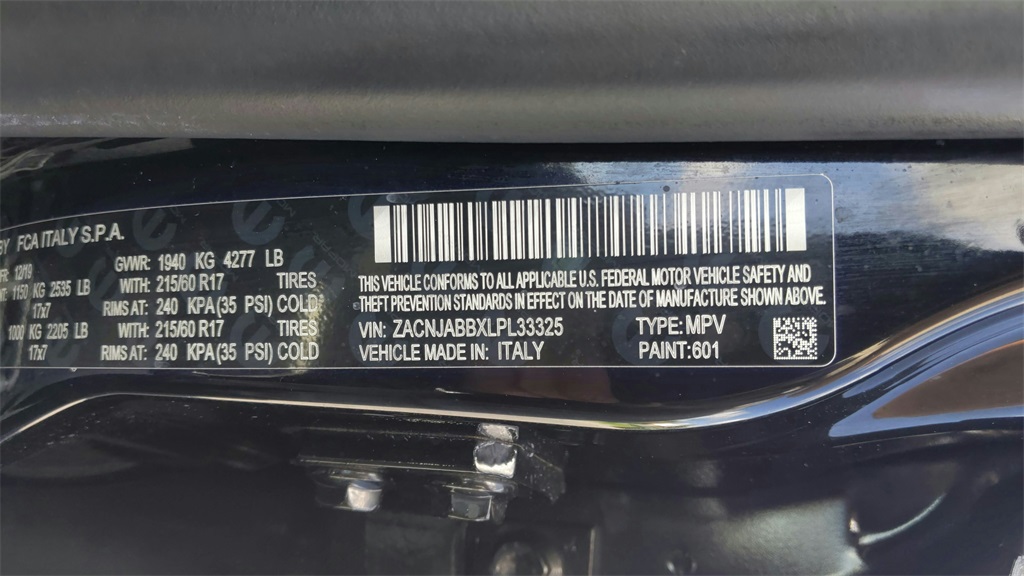 BY FCA ITALY S.P.A.
12/19 GVWR: 1940 KG 4277 LB
1150 KG 2535 LB WITH: 215/60 R17 TIRES
17x7 RIMS AT: 240 KPA(35 PSI) COLD
1000 KG 2205 LB WITH: 215/60 R17 TIRES
17x7 RIMS AT: 240 KPA(35 PSI) COLD
THIS VEHICLE CONFORMS TO ALL APPLICABLE U.S. FEDERAL MOTOR VEHICLE SAFETY AND
THEFT PREVENTION STANDARDS IN EFFECT ON THE DATE OF MANUFACTURE SHOWN ABOVE.
VIN: ZACNJABBXLPL33325 TYPE: MPV
VEHICLE MADE IN: ITALY PAINT:601